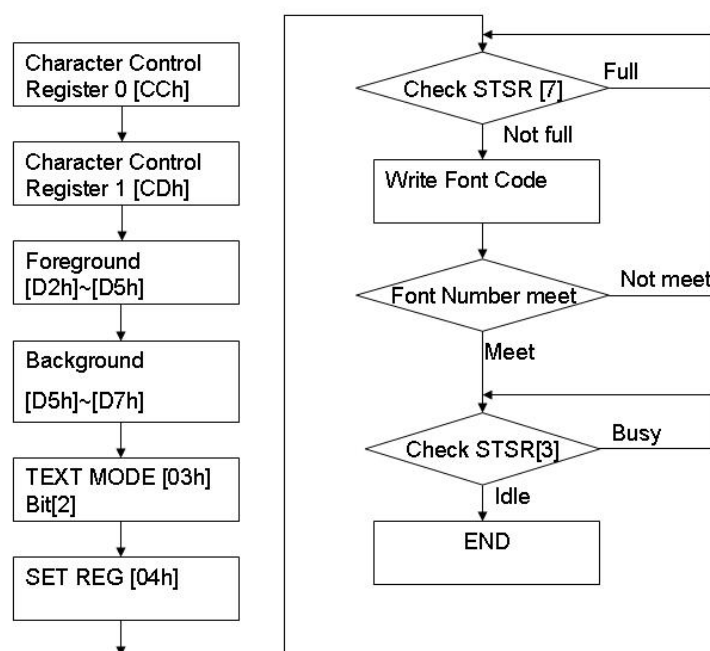 Character Control
Register 0 [CCh]
Character Control
Register 1 [CDh]
Foreground
[D2h]~[D5h]
Background
[D5h]~[D7h]
TEXT MODE [03h]
Bit[2]
SET REG [04h]
Check STSR [7]
Full
Not full
Write Font Code
Font Number meet
Not meet
Meet
Check STSR[3]
Busy
Idle
END